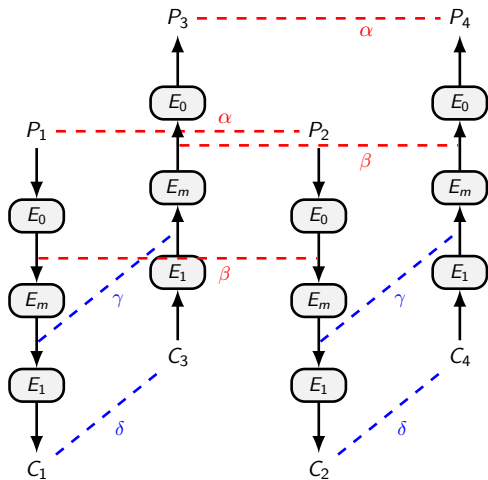 P₃ P₄
α
E₀ E₀
α
P₁ P₂
β
Eₘ Eₘ
E₀ E₀
β
E₁ E₁
γ γ
Eₘ Eₘ
C₃ C₄
E₁ E₁
δ δ
C₁ C₂